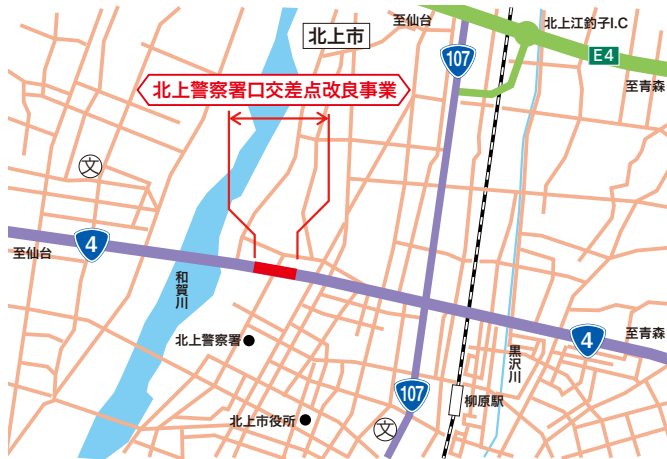 至仙台
北上江釣子I.C
北上市
107
E4
至青森
北上警察署口交差点改良事業
文
4
至仙台
和賀川
至青森
4
北上警察署
黒沢川
107
柳原駅
北上市役所
文